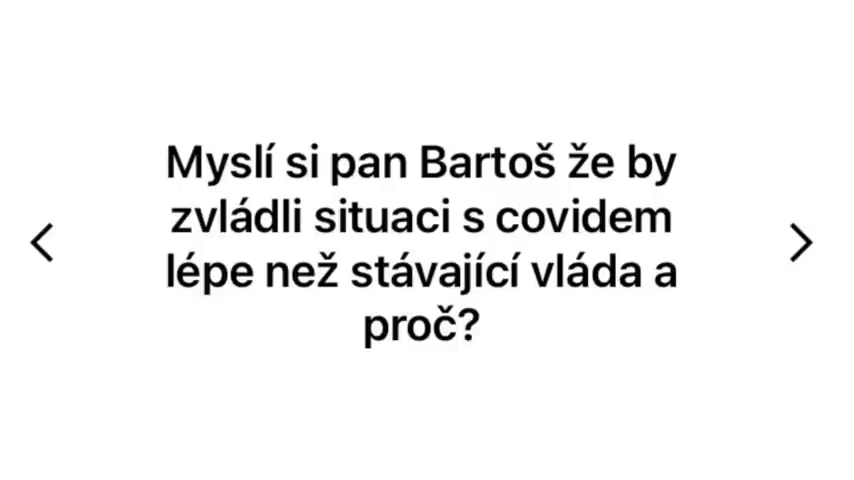 Myslí si pan Bartoš že by
zvládli situaci s covidem
lépe než stávající vláda a
proč?